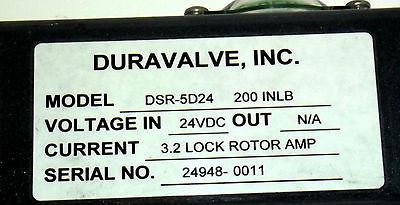 DURAVALVE, INC.
MODEL DSR-5D24 200 INLB
VOLTAGE IN 24VDC OUT N/A
CURRENT 3.2 LOCK ROTOR AMP
SERIAL NO. 24948- 0011